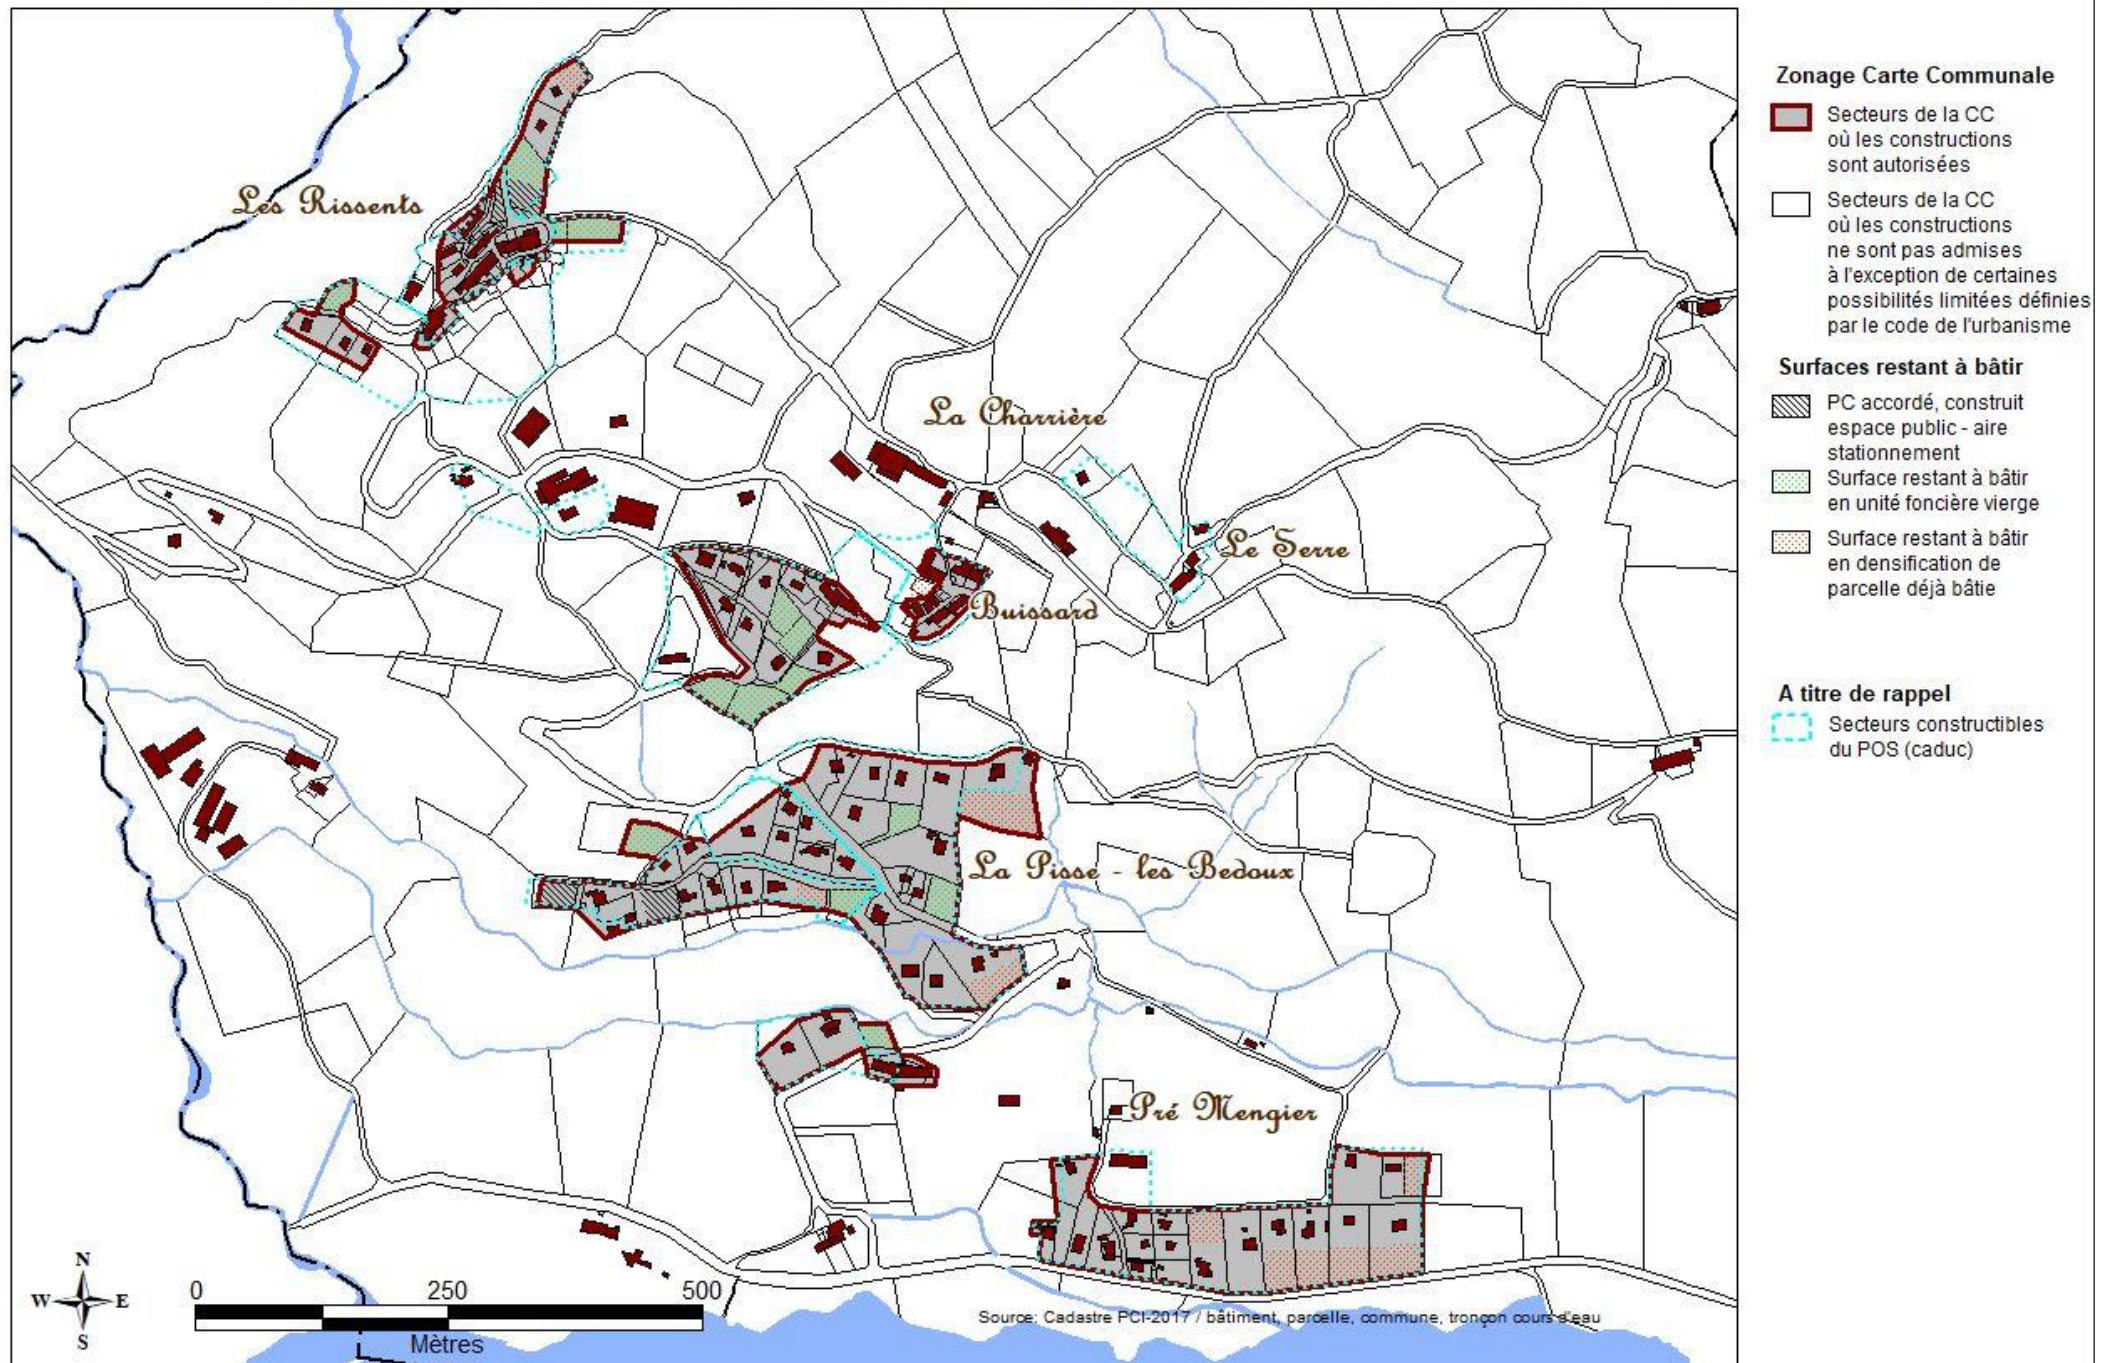 Les Rissents
La Charrière
Le Serre
Buissard
La Pisse - les Bedoux
Pré Mengier
N
W E
S
0 250 500
Mètres
Source: Cadastre PCI-2017 / bâtiment, parcelle, commune, tronçon cours d'eau
Zonage Carte Communale
Secteurs de la CC
où les constructions
sont autorisées
Secteurs de la CC
où les constructions
ne sont pas admises
à l'exception de certaines
possibilités limitées définies
par le code de l'urbanisme
Surfaces restant à bâtir
PC accordé, construit
espace public - aire
stationnement
Surface restant à bâtir
en unité foncière vierge
Surface restant à bâtir
en densification de
parcelle déjà bâtie
A titre de rappel
Secteurs constructibles
du POS (caduc)